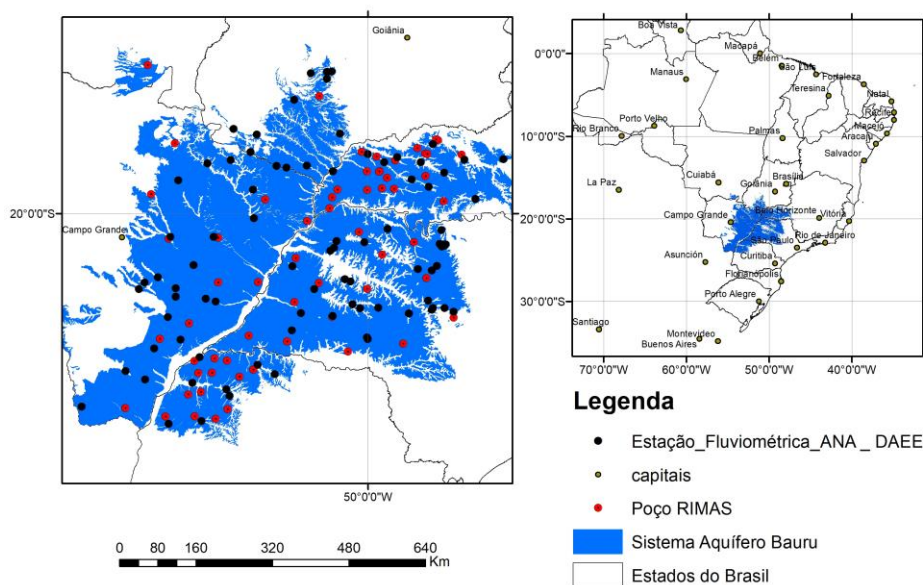 Goiânia
20°0'0"S
Campo Grande
50°0'0"W
0 80 160 320 480 640
Km
Boa Vista
0°0'0"
Macapá
Belém
São Luís
Manaus
Fortaleza
Teresina
Natal
Porto Velho
Recife
Rio Branco
10°0'0"S
Palmas
Maceió
Aracaju
Salvador
Cuiabá
Brasília
La Paz
Goiânia
20°0'0"S
Campo Grande
Belo Horizonte
Vitória
São Paulo
Rio de Janeiro
Asunción
Curitiba
Florianópolis
30°0'0"S
Porto Alegre
Santiago
Montevideo
Buenos Aires
70°0'0"W 60°0'0"W 50°0'0"W 40°0'0"W
Legenda
Estação_Fluviométrica_ANA _ DAEE
capitais
Poço RIMAS
Sistema Aquífero Bauru
Estados do Brasil